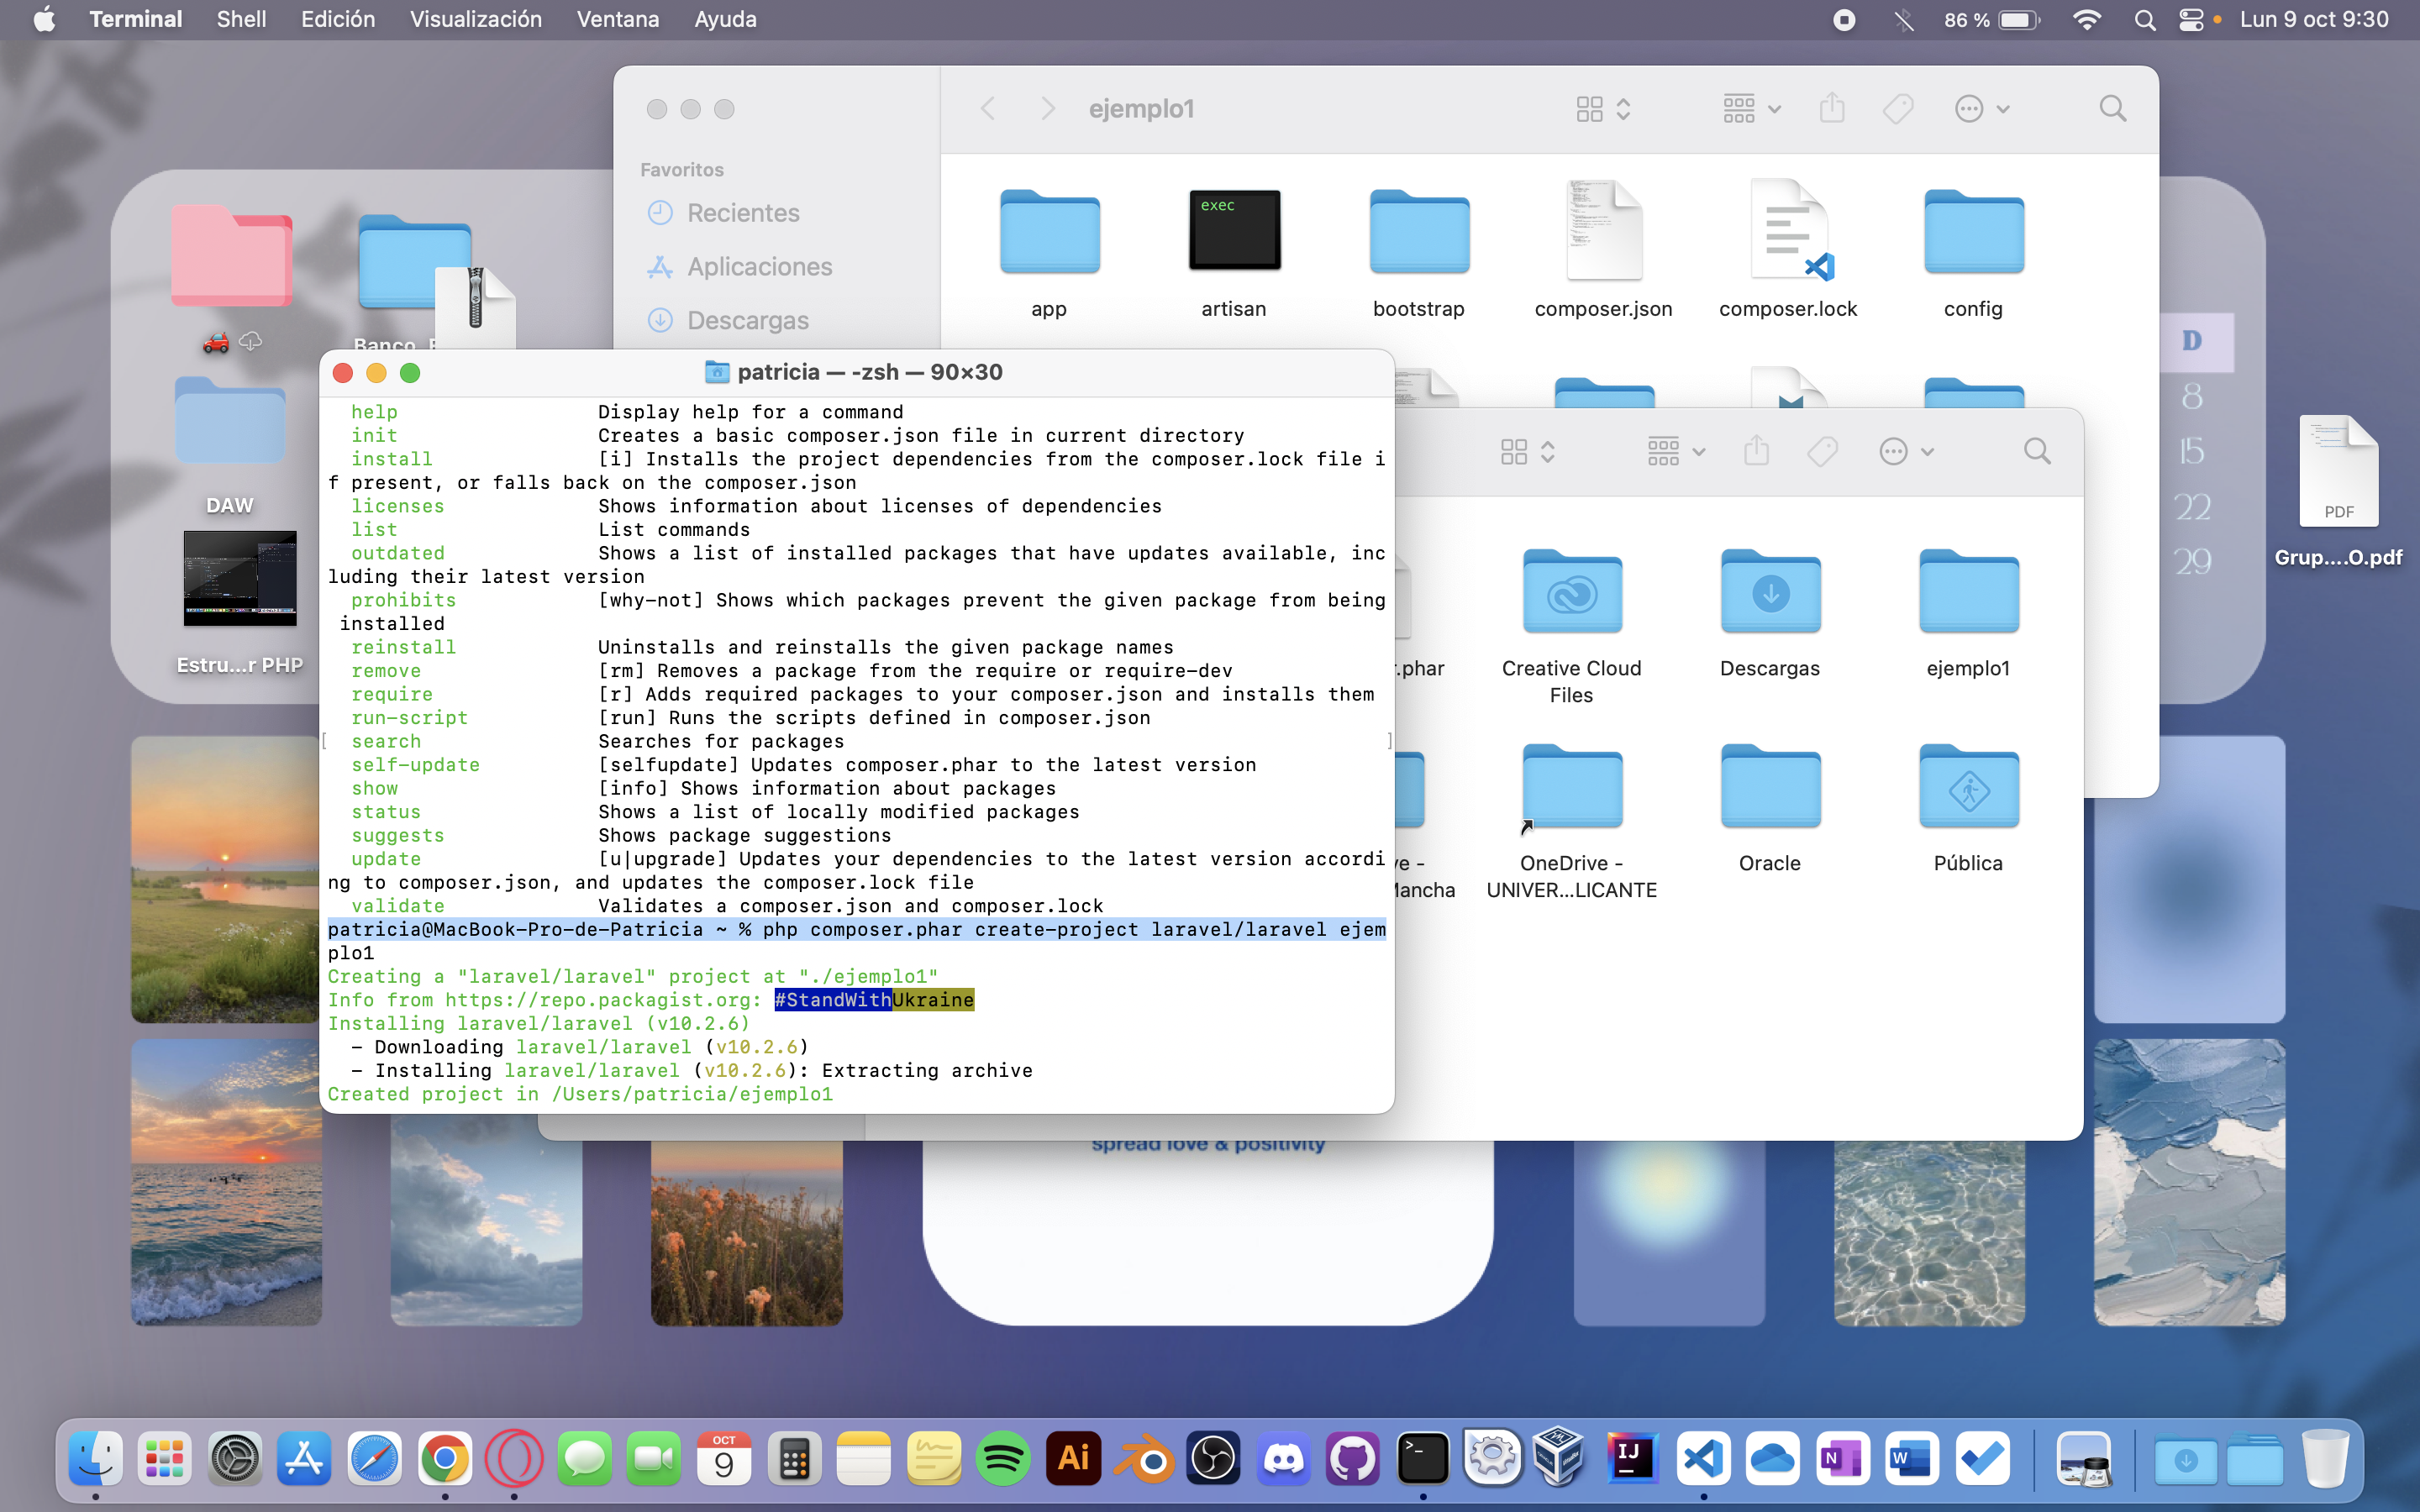 Terminal Shell Edición Visualización Ventana Ayuda 86 % Lun 9 oct 9:30
ejemplo1
Favoritos
Recientes
Aplicaciones
Descargas
exec
app artisan bootstrap composer.json composer.lock config
Banco
DAW
Estru...r PHP
D
8
15
22
29
PDF
Grup....O.pdf
patricia — -zsh — 90×30
help Display help for a command
init Creates a basic composer.json file in current directory
install [i] Installs the project dependencies from the composer.lock file i
f present, or falls back on the composer.json
licenses Shows information about licenses of dependencies
list List commands
outdated Shows a list of installed packages that have updates available, inc
luding their latest version
prohibits [why-not] Shows which packages prevent the given package from being
installed
reinstall Uninstalls and reinstalls the given package names
remove [rm] Removes a package from the require or require-dev
require [r] Adds required packages to your composer.json and installs them
run-script [run] Runs the scripts defined in composer.json
[ search Searches for packages ]
self-update [selfupdate] Updates composer.phar to the latest version
show [info] Shows information about packages
status Shows a list of locally modified packages
suggests Shows package suggestions
update [u|upgrade] Updates your dependencies to the latest version accordi
ng to composer.json, and updates the composer.lock file
validate Validates a composer.json and composer.lock
patricia@MacBook-Pro-de-Patricia ~ % php composer.phar create-project laravel/laravel ejem
plo1
Creating a "laravel/laravel" project at "./ejemplo1"
Info from https://repo.packagist.org: #StandWithUkraine
Installing laravel/laravel (v10.2.6)
- Downloading laravel/laravel (v10.2.6)
- Installing laravel/laravel (v10.2.6): Extracting archive
Created project in /Users/patricia/ejemplo1
.phar
Creative Cloud
Files
Descargas
ejemplo1
OneDrive -
UNIVER...LICANTE
Oracle
Pública
spread love & positivity
OCT
9
Ai
IJ
N
W